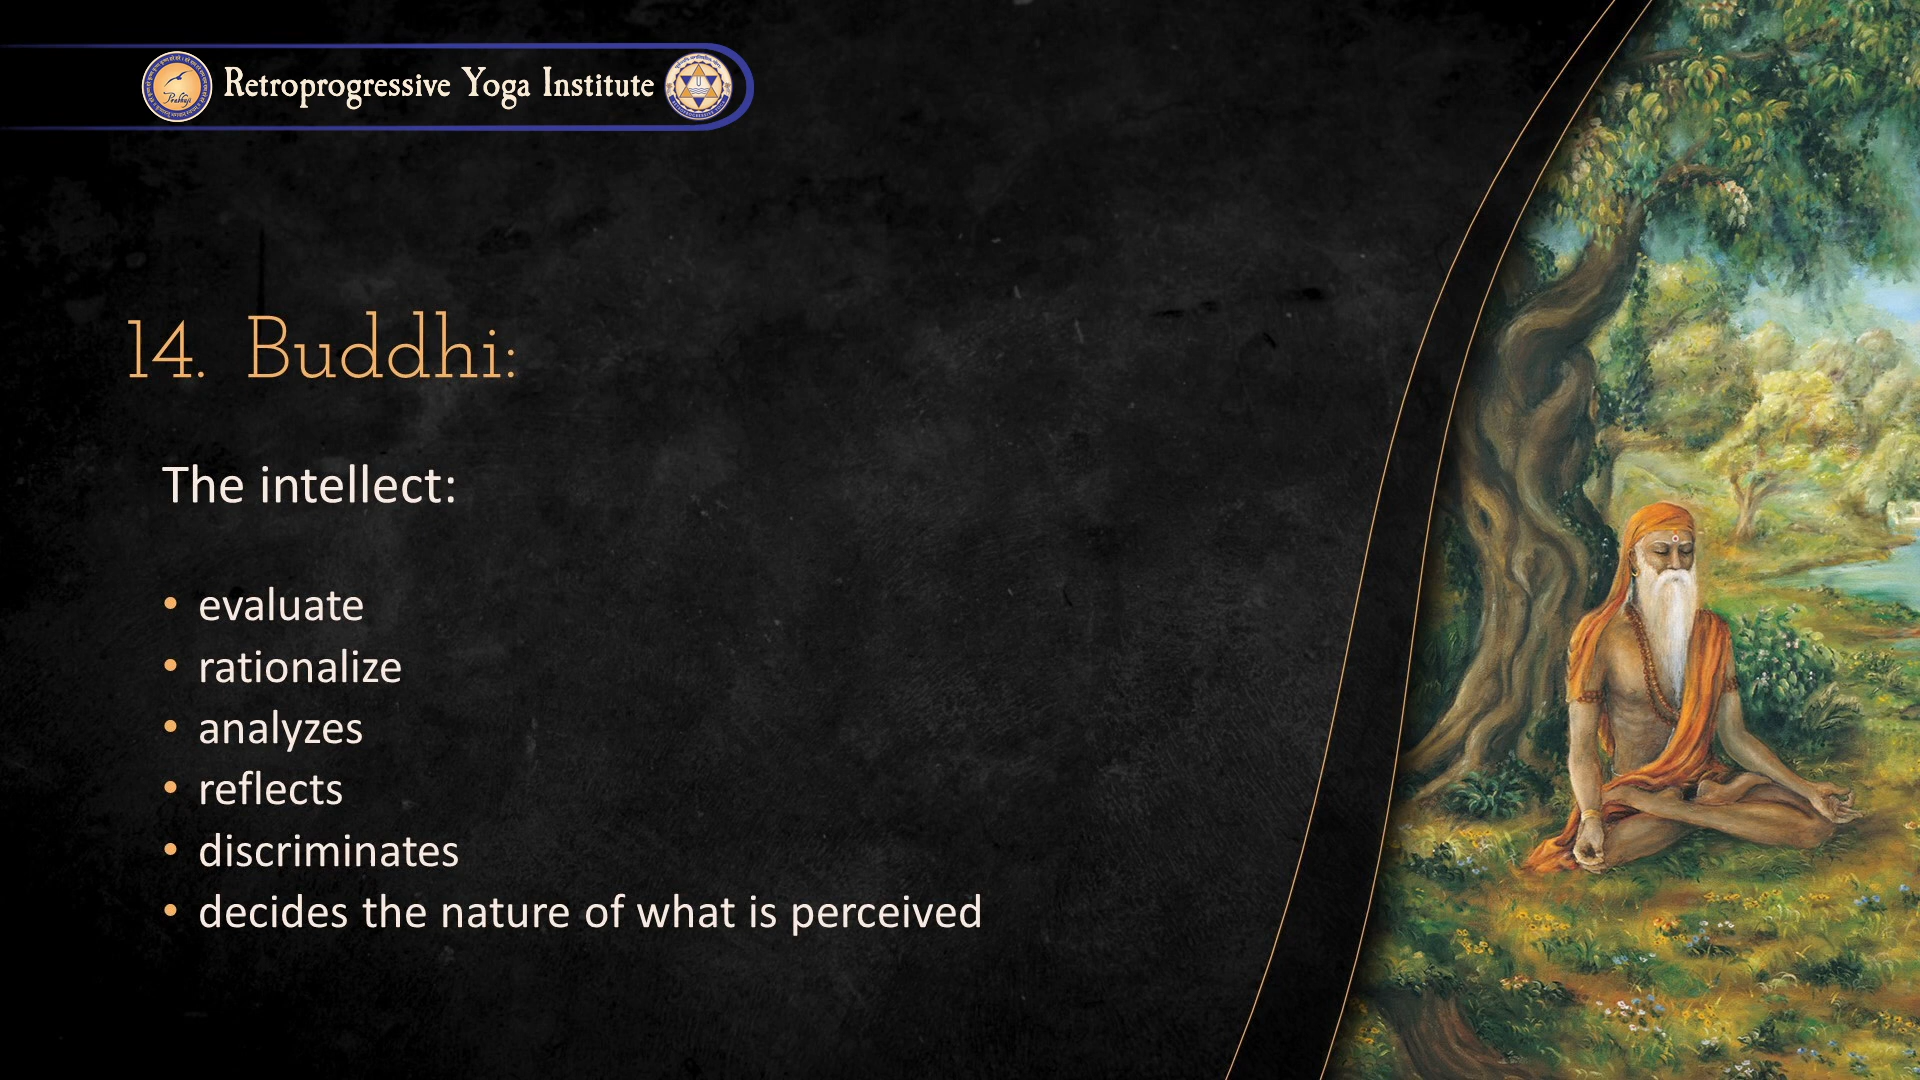 Prabhuji
Retroprogressive Yoga Institute
14. Buddhi:
The intellect:
• evaluate
• rationalize
• analyzes
• reflects
• discriminates
• decides the nature of what is perceived